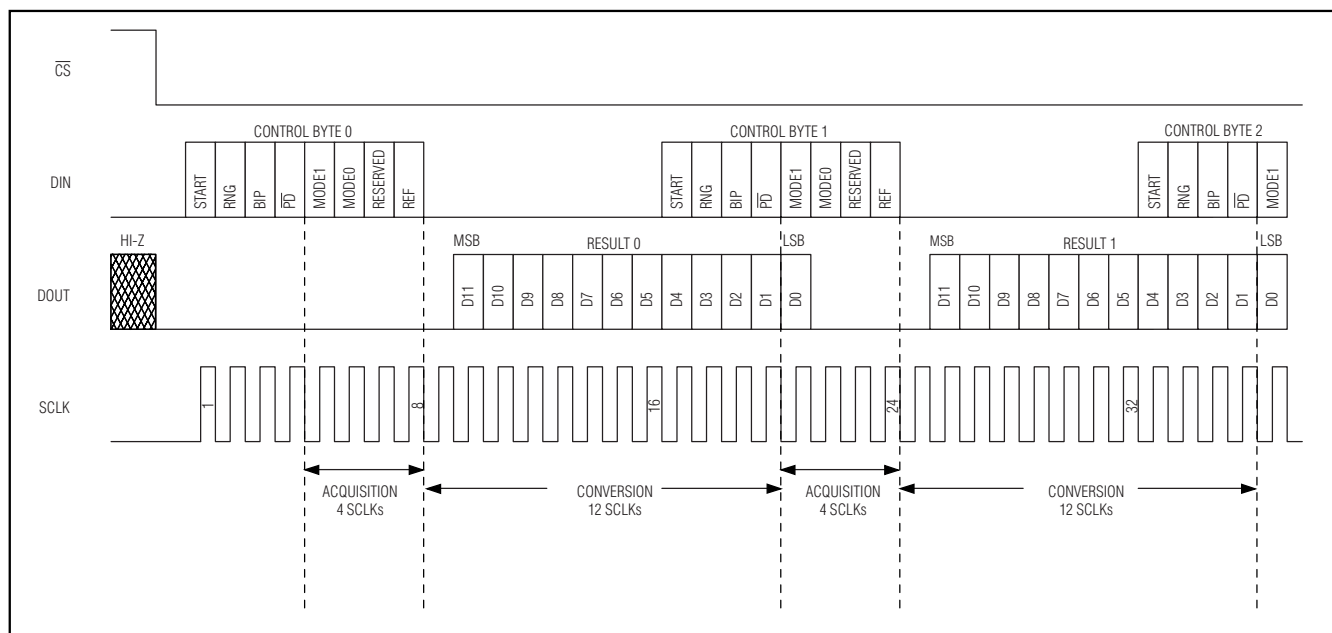 CS
CONTROL BYTE 0
CONTROL BYTE 1
CONTROL BYTE 2
DIN
START
RNG
BIP
PD
MODE1
MODE0
RESERVED
REF
START
RNG
BIP
PD
MODE1
MODE0
RESERVED
REF
START
RNG
BIP
PD
MODE1
HI-Z
MSB
RESULT 0
LSB
MSB
RESULT 1
LSB
DOUT
D11
D10
D9
D8
D7
D6
D5
D4
D3
D2
D1
D0
D11
D10
D9
D8
D7
D6
D5
D4
D3
D2
D1
D0
SCLK
1
8
16
24
32
ACQUISITION
4 SCLKs
CONVERSION
12 SCLKs
ACQUISITION
4 SCLKs
CONVERSION
12 SCLKs